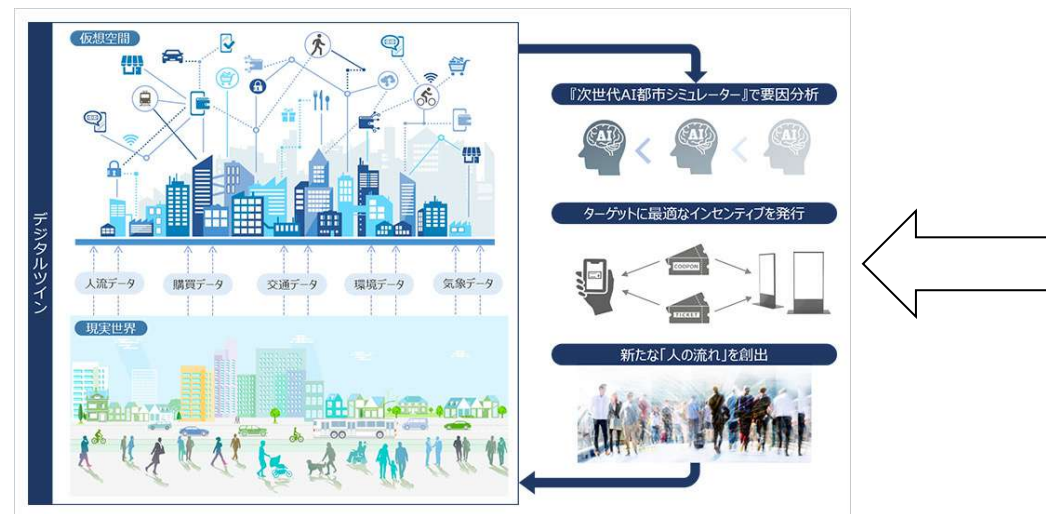 デジタルツイン
仮想空間
人流データ
購買データ
交通データ
環境データ
気象データ
現実世界
『次世代AI都市シミュレーター』で要因分析
AI
AI
AI
ターゲットに最適なインセンティブを発行
COUPON
TICKET
新たな「人の流れ」を創出